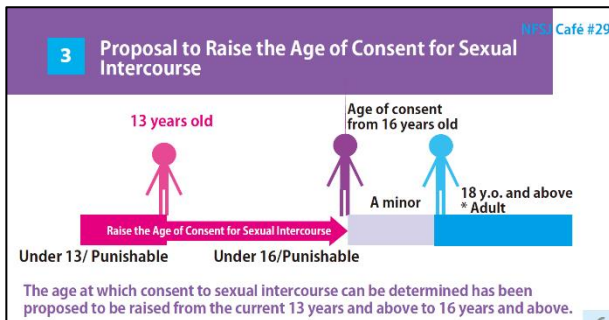 NFSJ Café #29
3
Proposal to Raise the Age of Consent for Sexual
Intercourse
13 years old
Age of consent
from 16 years old
A minor
18 y.o. and above
* Adult
Raise the Age of Consent for Sexual Intercourse
Under 13/ Punishable
Under 16/Punishable
The age at which consent to sexual intercourse can be determined has been
proposed to be raised from the current 13 years and above to 16 years and above.